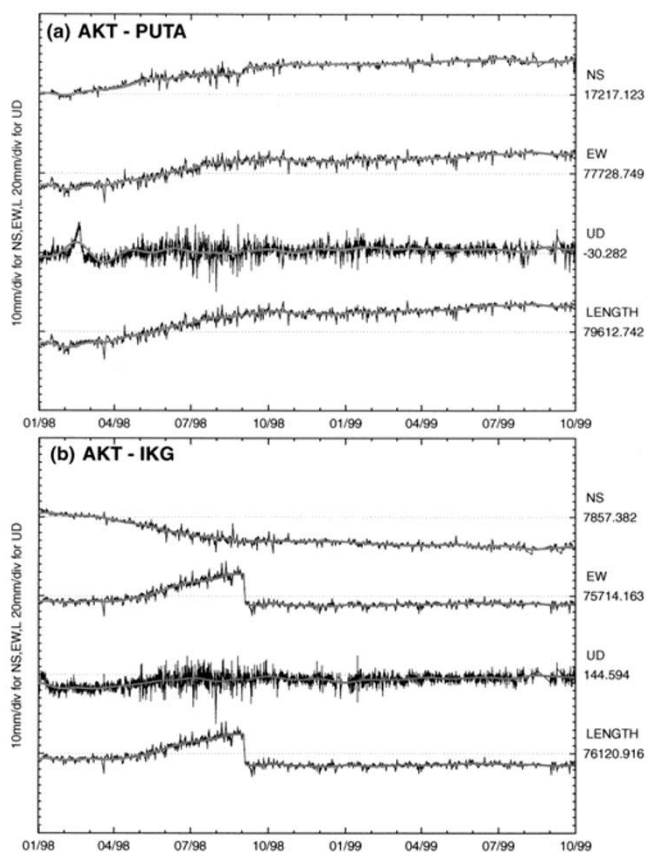 (a) AKT - PUTA
10mm/div for NS,EW,L 20mm/div for UD
NS
17217.123
EW
77728.749
UD
-30.282
LENGTH
79612.742
01/98 04/98 07/98 10/98 01/99 04/99 07/99 10/99
(b) AKT - IKG
10mm/div for NS,EW,L 20mm/div for UD
NS
7857.382
EW
75714.163
UD
144.594
LENGTH
76120.916
01/98 04/98 07/98 10/98 01/99 04/99 07/99 10/99